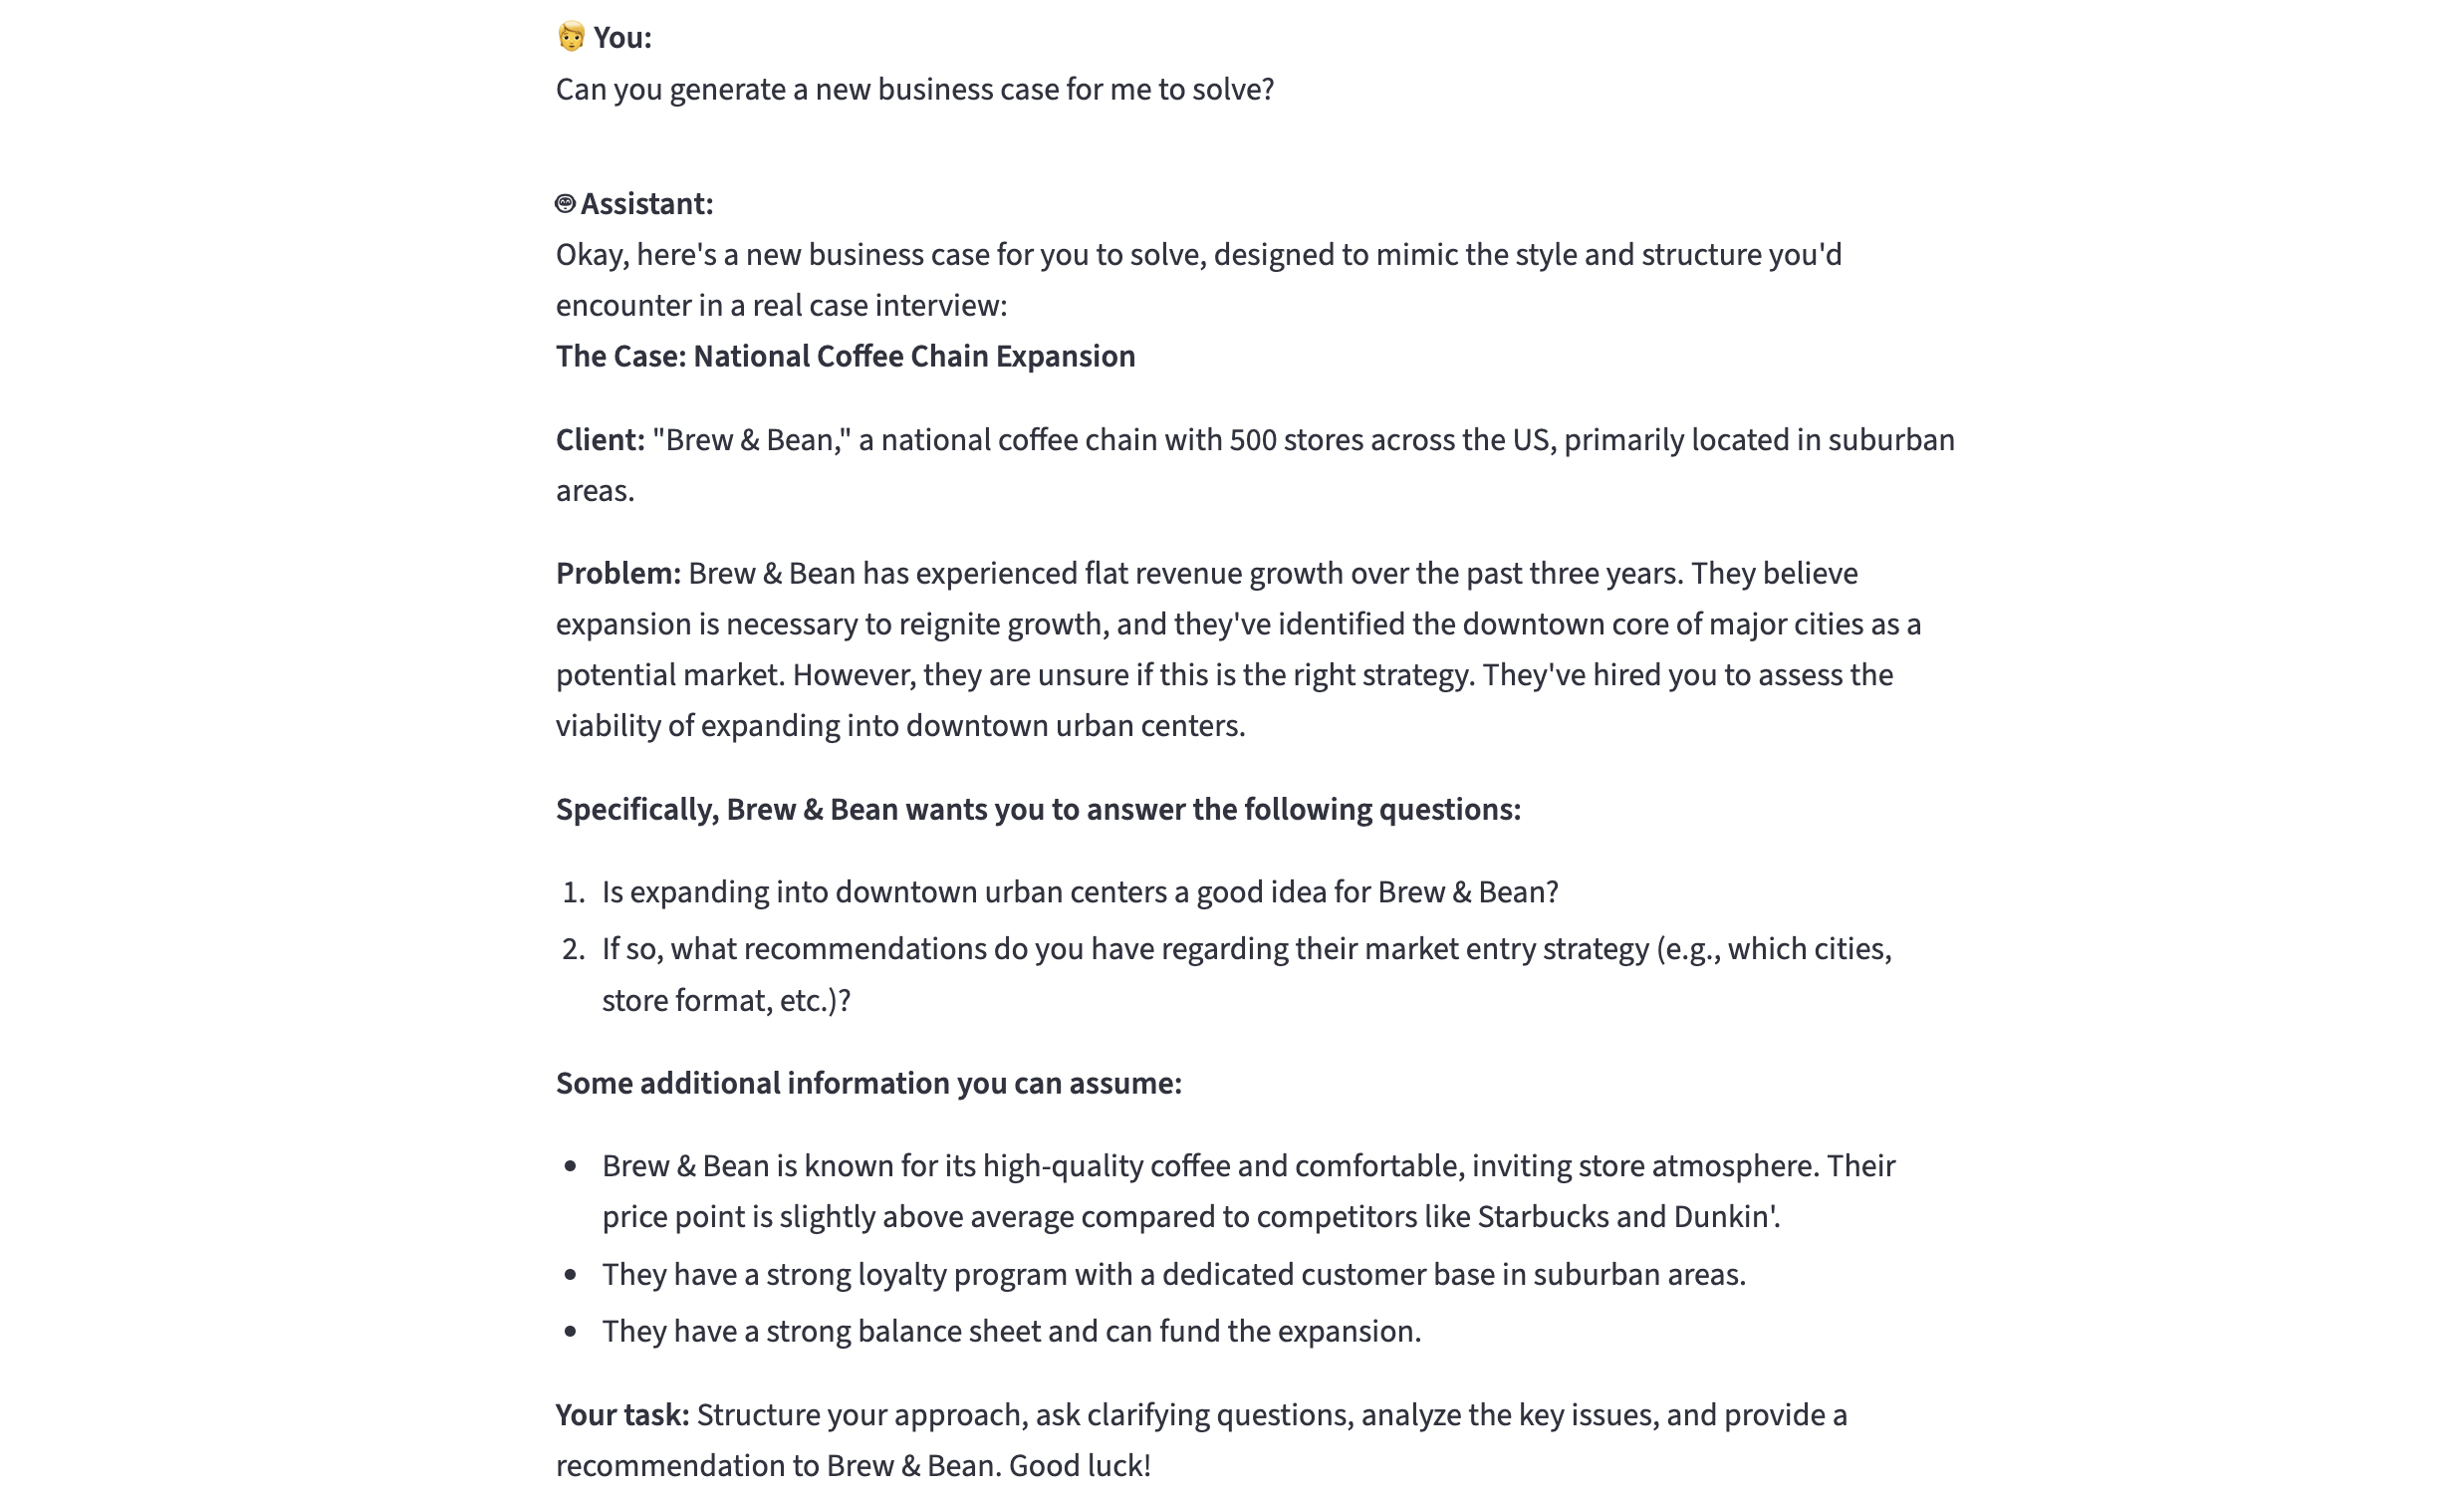 You:
Can you generate a new business case for me to solve?
Assistant:
Okay, here's a new business case for you to solve, designed to mimic the style and structure you'd
encounter in a real case interview:
The Case: National Coffee Chain Expansion
Client: "Brew & Bean," a national coffee chain with 500 stores across the US, primarily located in suburban
areas.
Problem: Brew & Bean has experienced flat revenue growth over the past three years. They believe
expansion is necessary to reignite growth, and they've identified the downtown core of major cities as a
potential market. However, they are unsure if this is the right strategy. They've hired you to assess the
viability of expanding into downtown urban centers.
Specifically, Brew & Bean wants you to answer the following questions:
1. Is expanding into downtown urban centers a good idea for Brew & Bean?
2. If so, what recommendations do you have regarding their market entry strategy (e.g., which cities,
store format, etc.)?
Some additional information you can assume:
• Brew & Bean is known for its high-quality coffee and comfortable, inviting store atmosphere. Their
price point is slightly above average compared to competitors like Starbucks and Dunkin'.
• They have a strong loyalty program with a dedicated customer base in suburban areas.
• They have a strong balance sheet and can fund the expansion.
Your task: Structure your approach, ask clarifying questions, analyze the key issues, and provide a
recommendation to Brew & Bean. Good luck!